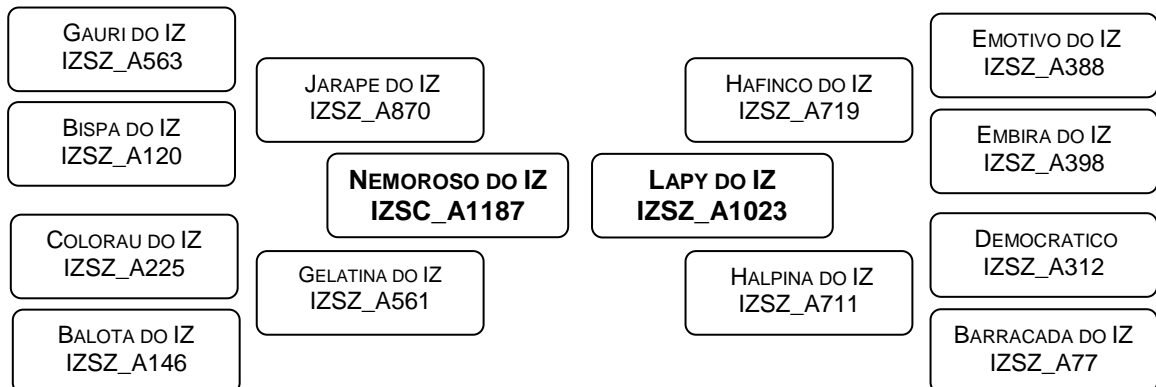 GAURI DO IZ
IZSZ_A563
BISPA DO IZ
IZSZ_A120
COLORAU DO IZ
IZSZ_A225
BALOTA DO IZ
IZSZ_A146
JARAPE DO IZ
IZSZ_A870
GELATINA DO IZ
IZSZ_A561
NEMOROSO DO IZ
IZSC_A1187
LAPY DO IZ
IZSZ_A1023
HAFINCO DO IZ
IZSZ_A719
HALPINA DO IZ
IZSZ_A711
EMOTIVO DO IZ
IZSZ_A388
EMBIRA DO IZ
IZSZ_A398
DEMOCRATICO
IZSZ_A312
BARRACADA DO IZ
IZSZ_A77